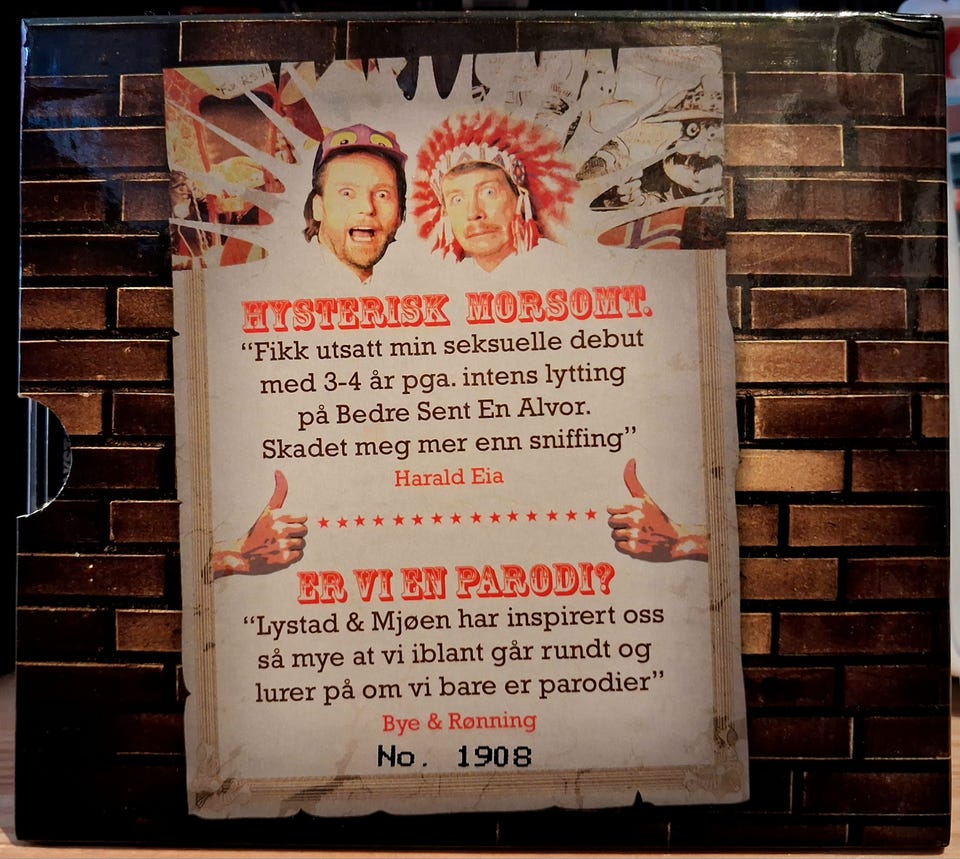 HYSTERISK MORSOMT.
“Fikk utsatt min seksuelle debut
med 3-4 år pga. intens lytting
på Bedre Sent En Alvor.
Skadet meg mer enn sniffing”
Harald Eia
ER VI EN PARODI?
“Lystad & Mjøen har inspirert oss
så mye at vi iblant går rundt og
lurer på om vi bare er parodier”
Bye & Rønning
No. 1908